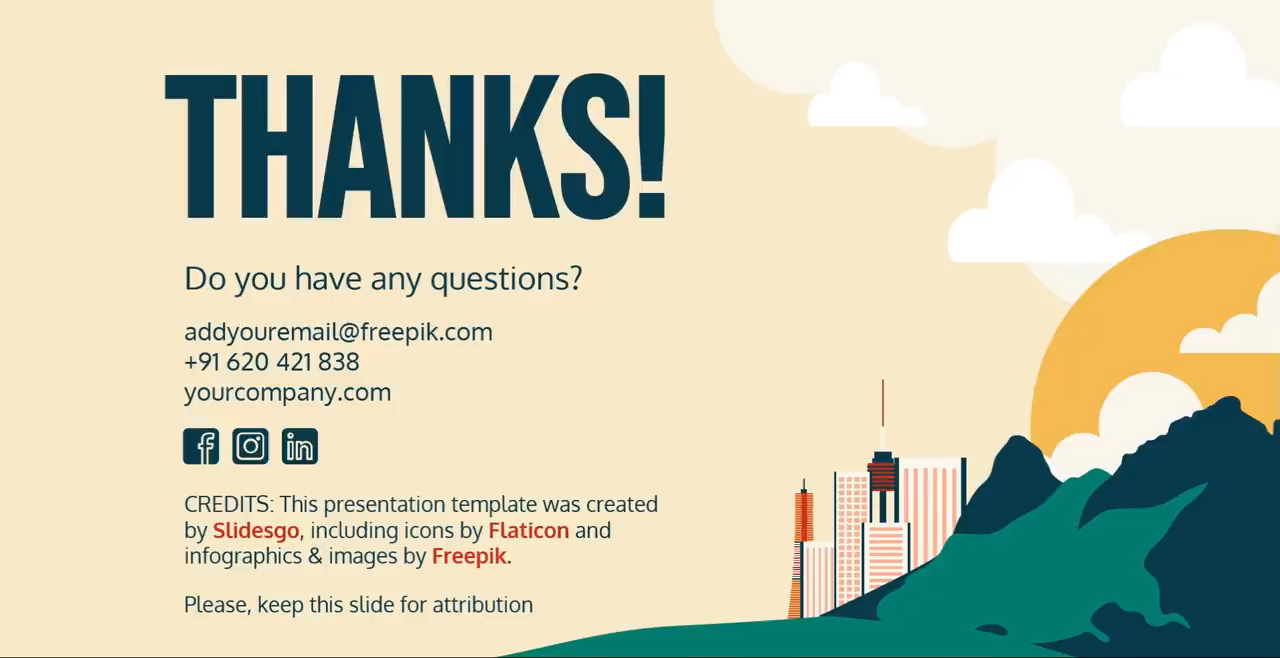 THANKS!
Do you have any questions?
addyouremail@freepik.com
+91 620 421 838
yourcompany.com
CREDITS: This presentation template was created
by Slidesgo, including icons by Flaticon and
infographics & images by Freepik.
Please, keep this slide for attribution